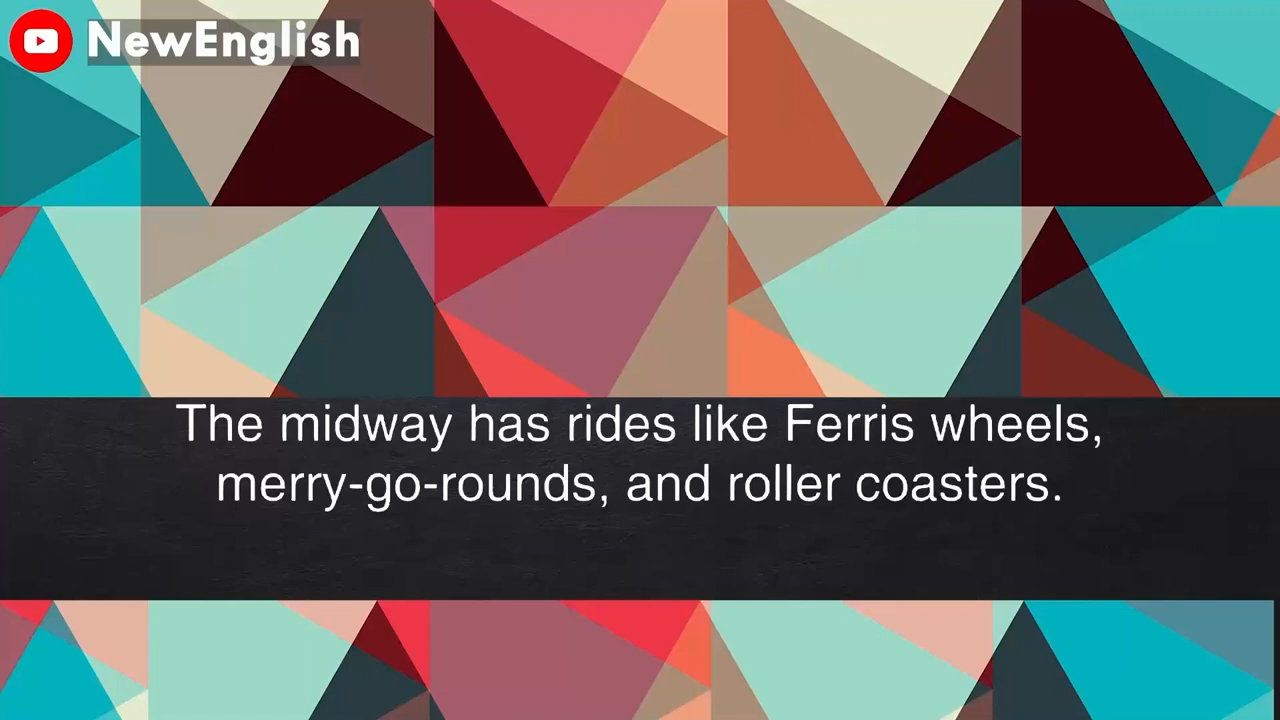 NewEnglish
The midway has rides like Ferris wheels,
merry-go-rounds, and roller coasters.